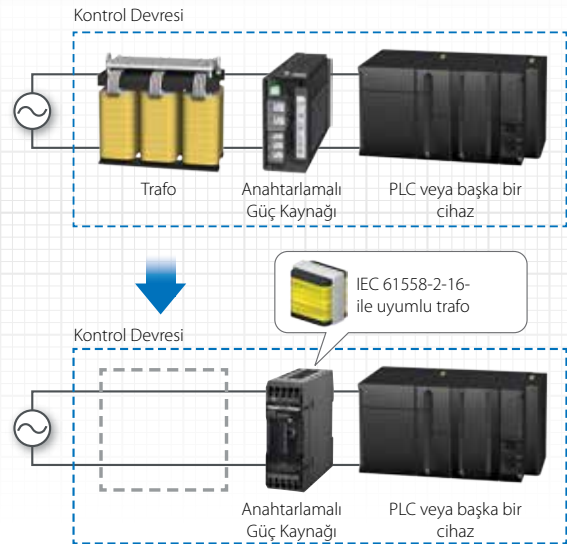 Kontrol Devresi
Trafo
Anahtarlamalı
Güç Kaynağı
PLC veya başka bir
cihaz
IEC 61558-2-16-
ile uyumlu trafo
Kontrol Devresi
Anahtarlamalı
Güç Kaynağı
PLC veya başka bir
cihaz